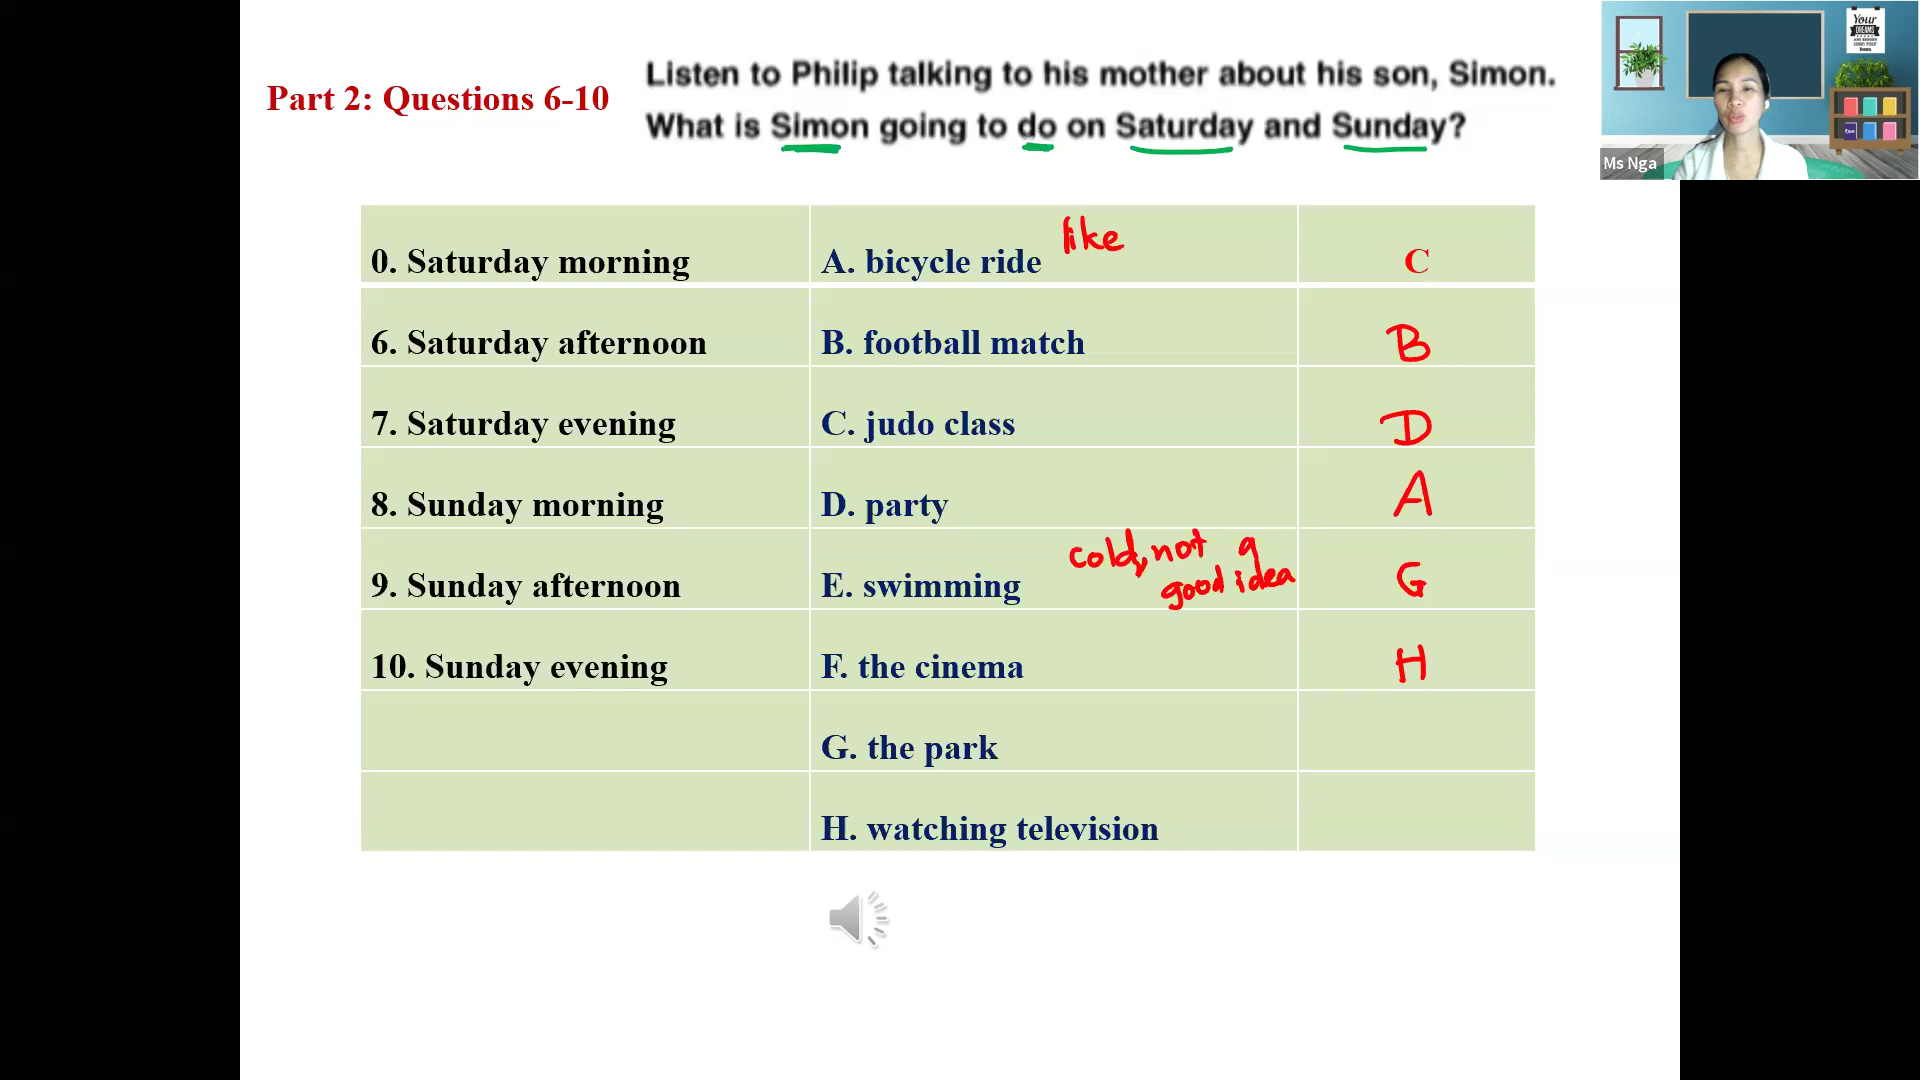 Part 2: Questions 6-10
Listen to Philip talking to his mother about his son, Simon.
What is Simon going to do on Saturday and Sunday?
Your
DREAMS
Ms Nga
0. Saturday morning
A. bicycle ride
like
C
6. Saturday afternoon
B. football match
B
7. Saturday evening
C. judo class
D
8. Sunday morning
D. party
A
9. Sunday afternoon
E. swimming
cold, not a
good idea
G
10. Sunday evening
F. the cinema
H
G. the park
H. watching television